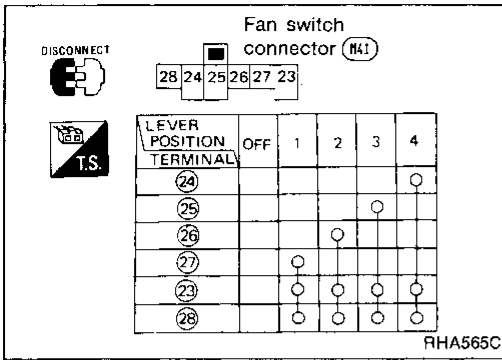 Fan switch
DISCONNECT
connector (M41)
28 24 25 26 27 23
T.S.
LEVER
POSITION OFF 1 2 3 4
TERMINAL
24
25
26
27
23
28
RHA565C